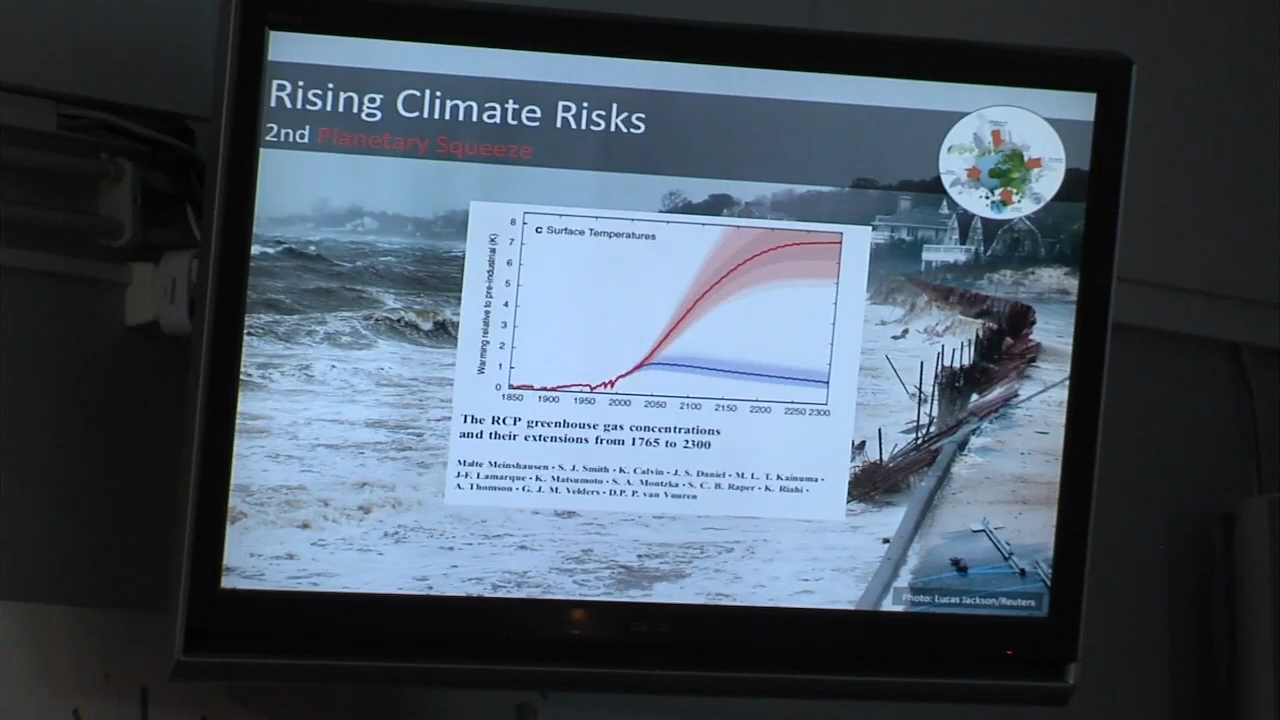 Rising Climate Risks
2nd Planetary Squeeze
c Surface Temperatures
Warming relative to pre-industrial (K)
8
7
6
5
4
3
2
1
0
1850 1900 1950 2000 2050 2100 2150 2200 2250 2300
The RCP greenhouse gas concentrations
and their extensions from 1765 to 2300
Malte Meinshausen · S. J. Smith · K. Calvin · J. S. Daniel · M. L. T. Kainuma ·
J-F. Lamarque · K. Matsumoto · S. A. Montzka · S. C. B. Raper · K. Riahi ·
A. Thomson · G. J. M. Velders · D.P. P. van Vuuren
Photo: Lucas Jackson/Reuters